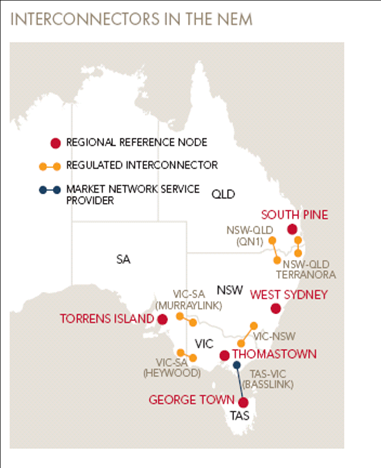 INTERCONNECTORS IN THE NEM
REGIONAL REFERENCE NODE
REGULATED INTERCONNECTOR
MARKET NETWORK SERVICE
PROVIDER
QLD
SOUTH PINE
NSW-QLD
(QN1)
SA
NSW-QLD
TERRANORA
NSW
VIC-SA
(MURRAYLINK)
WEST SYDNEY
TORRENS ISLAND
VIC-NSW
VIC
THOMASTOWN
VIC-SA
(HEYWOOD)
TAS-VIC
(BASSLINK)
GEORGE TOWN
TAS